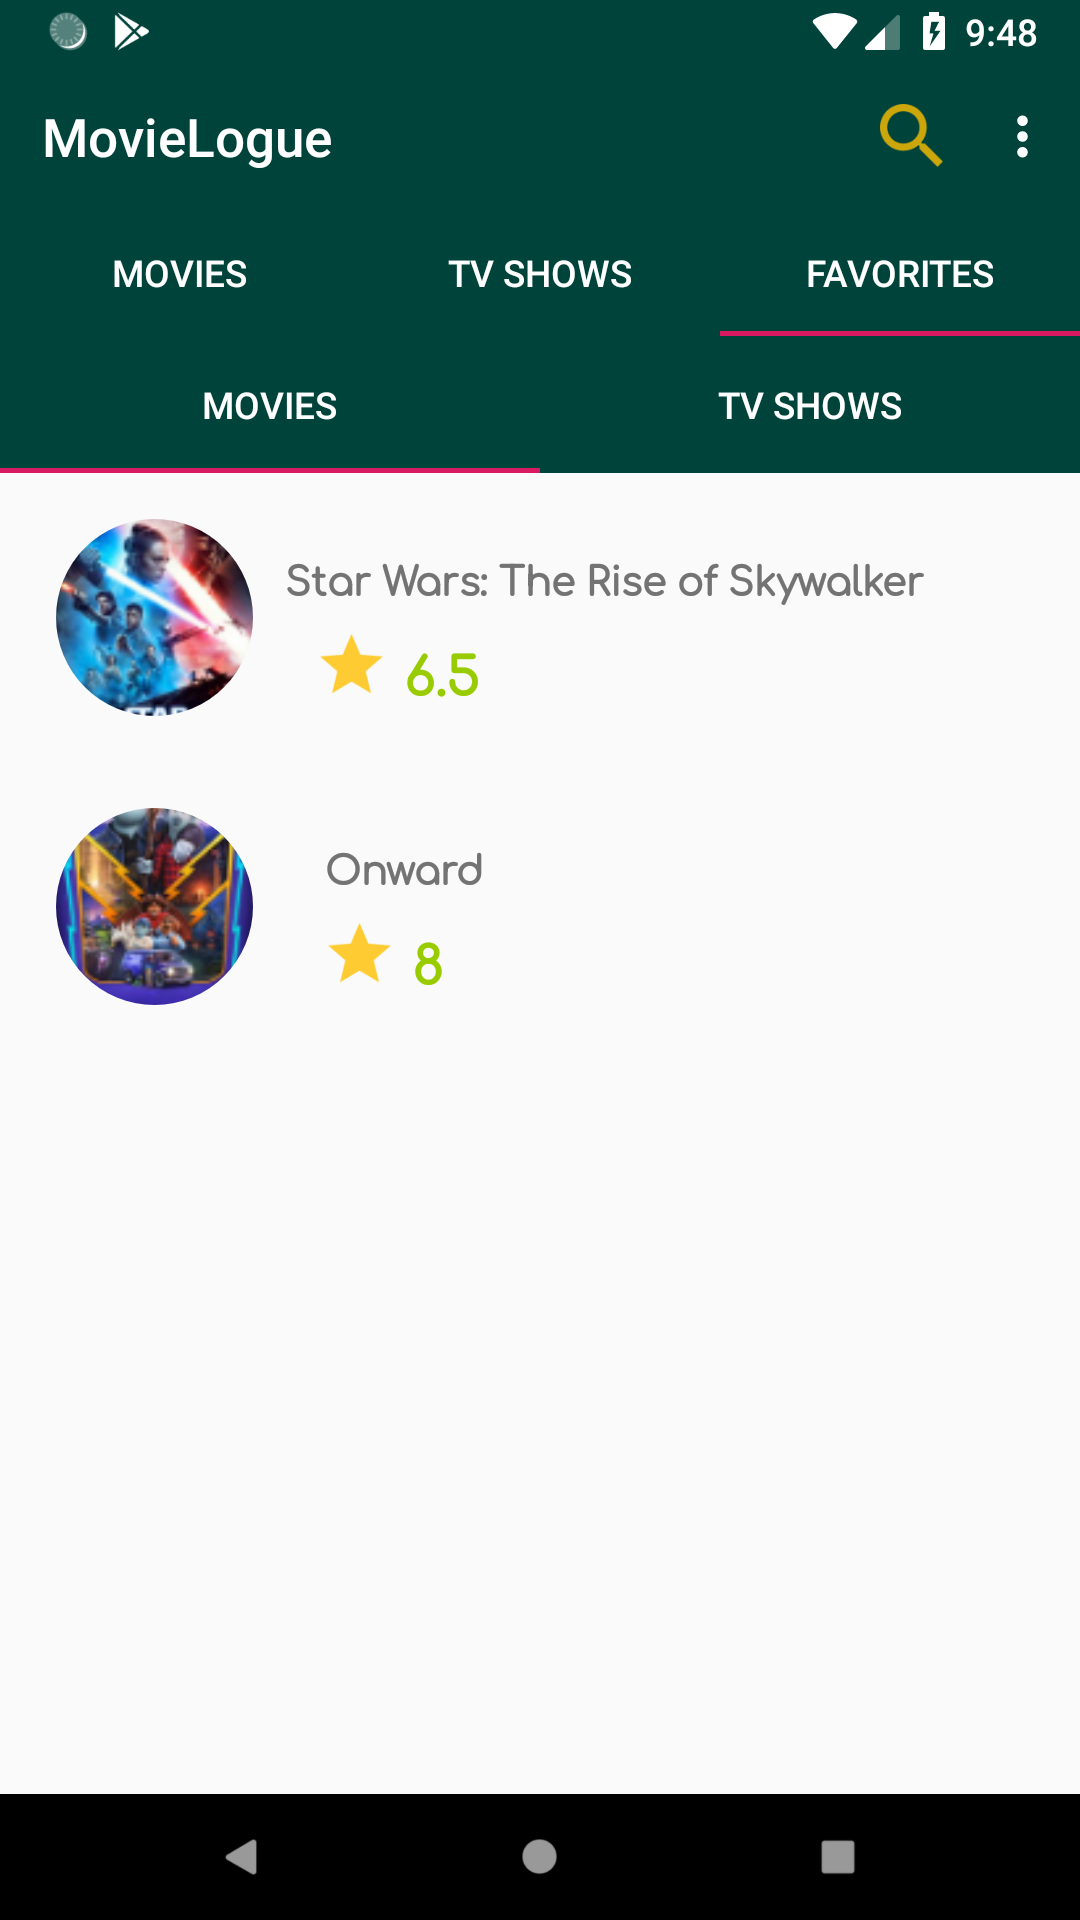 9:48
MovieLogue
MOVIES TV SHOWS FAVORITES
MOVIES TV SHOWS
Star Wars: The Rise of Skywalker
6.5
STAR
Onward
8